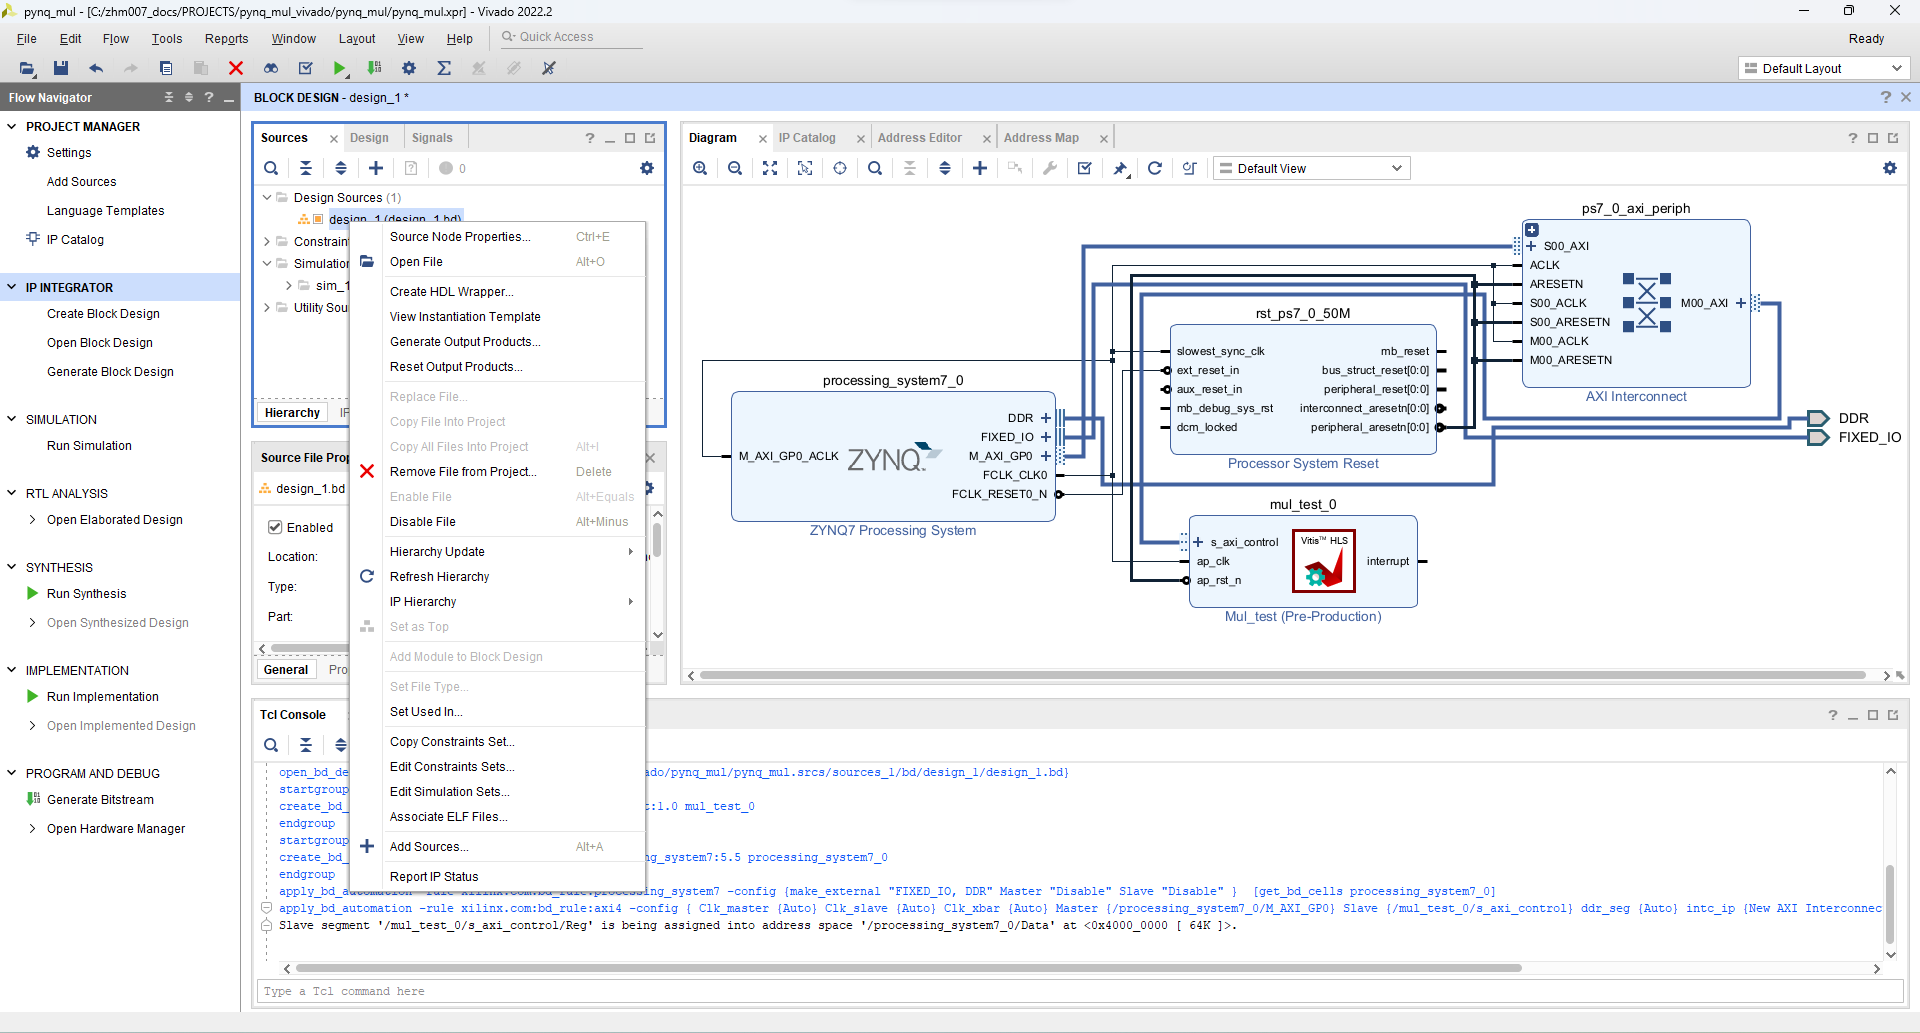 pynq_mul - [C:/zhm007_docs/PROJECTS/pynq_mul_vivado/pynq_mul/pynq_mul.xpr] - Vivado 2022.2
File Edit Flow Tools Reports Window Layout View Help
Quick Access
Ready
Default Layout
Flow Navigator
PROJECT MANAGER
Settings
Add Sources
Language Templates
IP Catalog
IP INTEGRATOR
Create Block Design
Open Block Design
Generate Block Design
SIMULATION
Run Simulation
RTL ANALYSIS
Open Elaborated Design
SYNTHESIS
Run Synthesis
Open Synthesized Design
IMPLEMENTATION
Run Implementation
Open Implemented Design
PROGRAM AND DEBUG
Generate Bitstream
Open Hardware Manager
BLOCK DESIGN - design_1 *
Sources Design Signals
0
Design Sources (1)
design_1 (design_1.bd)
Constrain
Simulation
sim_1
Utility Sou
Hierarchy IP
Source File Prop
design_1.bd
Enabled
Location:
Type:
Part:
General Pro
Source Node Properties... Ctrl+E
Open File Alt+O
Create HDL Wrapper...
View Instantiation Template
Generate Output Products...
Reset Output Products...
Replace File...
Copy File Into Project
Copy All Files Into Project Alt+I
Remove File from Project... Delete
Enable File Alt+Equals
Disable File Alt+Minus
Hierarchy Update
Refresh Hierarchy
IP Hierarchy
Set as Top
Add Module to Block Design
Set File Type...
Set Used In...
Copy Constraints Set...
Edit Constraints Sets...
Edit Simulation Sets...
Associate ELF Files...
Add Sources... Alt+A
Report IP Status
Diagram IP Catalog Address Editor Address Map
Default View
processing_system7_0
DDR
FIXED_IO
M_AXI_GP0_ACLK ZYNQ. M_AXI_GP0
FCLK_CLK0
FCLK_RESET0_N
ZYNQ7 Processing System
rst_ps7_0_50M
slowest_sync_clk mb_reset
ext_reset_in bus_struct_reset[0:0]
aux_reset_in peripheral_reset[0:0]
mb_debug_sys_rst interconnect_aresetn[0:0]
dcm_locked peripheral_aresetn[0:0]
Processor System Reset
mul_test_0
s_axi_control
ap_clk
ap_rst_n
Vitis™ HLS
interrupt
Mul_test (Pre-Production)
ps7_0_axi_periph
S00_AXI
ACLK
ARESETN
S00_ACLK M00_AXI
S00_ARESETN
M00_ACLK
M00_ARESETN
AXI Interconnect
DDR
FIXED_IO
Tcl Console
open_bd_de ado/pynq_mul/pynq_mul.srcs/sources_1/bd/design_1/design_1.bd}
startgroup
create_bd_ t:1.0 mul_test_0
endgroup
startgroup
create_bd_ ng_system7:5.5 processing_system7_0
endgroup
apply_bd_automation -rule xilinx.com:bd_rule:processing_system7 -config {make_external "FIXED_IO, DDR" Master "Disable" Slave "Disable" } [get_bd_cells processing_system7_0]
apply_bd_automation -rule xilinx.com:bd_rule:axi4 -config { Clk_master {Auto} Clk_slave {Auto} Clk_xbar {Auto} Master {/processing_system7_0/M_AXI_GP0} Slave {/mul_test_0/s_axi_control} ddr_seg {Auto} intc_ip {New AXI Interconnec
Slave segment '/mul_test_0/s_axi_control/Reg' is being assigned into address space '/processing_system7_0/Data' at <0x4000_0000 [ 64K ]>.
Type a Tcl command here